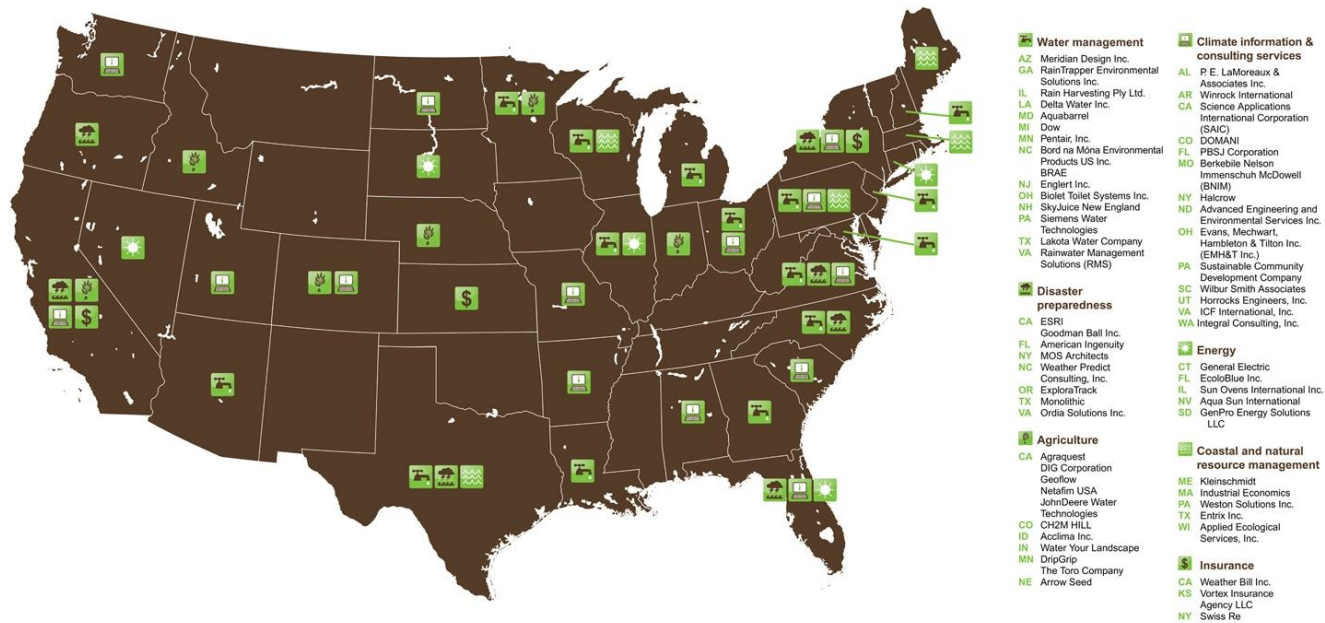 Water management
AZ Meridian Design Inc.
GA RainTrapper Environmental
Solutions Inc.
IL Rain Harvesting Ply Ltd.
LA Delta Water Inc.
MD Aquabarrel
MI Dow
MN Pentair, Inc.
NC Bord na Móna Environmental
Products US Inc.
BRAE
NJ Englert Inc.
OH Biolet Toilet Systems Inc.
NH SkyJuice New England
PA Siemens Water
Technologies
TX Lakota Water Company
VA Rainwater Management
Solutions (RMS)
Disaster
preparedness
CA ESRI
Goodman Ball Inc.
FL American Ingenuity
NY MOS Architects
NC Weather Predict
Consulting, Inc.
OR ExploraTrack
TX Monolithic
VA Ordia Solutions Inc.
Agriculture
CA Agraquest
DIG Corporation
Geoflow
Netafim USA
JohnDeere Water
Technologies
CO CH2M HILL
ID Acclima Inc.
IN Water Your Landscape
MN DripGrip
The Toro Company
NE Arrow Seed
Climate information &
consulting services
AL P. E. LaMoreaux &
Associates Inc.
AR Winrock International
CA Science Applications
International Corporation
(SAIC)
CO DOMANI
FL PBSJ Corporation
MO Berkebile Nelson
Immenschuh McDowell
(BNIM)
NY Halcrow
ND Advanced Engineering and
Environmental Services Inc.
OH Evans, Mechwart,
Hambleton & Tilton Inc.
(EMH&T Inc.)
PA Sustainable Community
Development Company
SC Wilbur Smith Associates
UT Horrocks Engineers, Inc.
VA ICF International, Inc.
WA Integral Consulting, Inc.
Energy
CT General Electric
FL EcoloBlue Inc.
IL Sun Ovens International Inc.
NV Aqua Sun International
SD GenPro Energy Solutions
LLC
Coastal and natural
resource management
ME Kleinschmidt
MA Industrial Economics
PA Weston Solutions Inc.
TX Entrix Inc.
WI Applied Ecological
Services, Inc.
$ Insurance
CA Weather Bill Inc.
KS Vortex Insurance
Agency LLC
NY Swiss Re